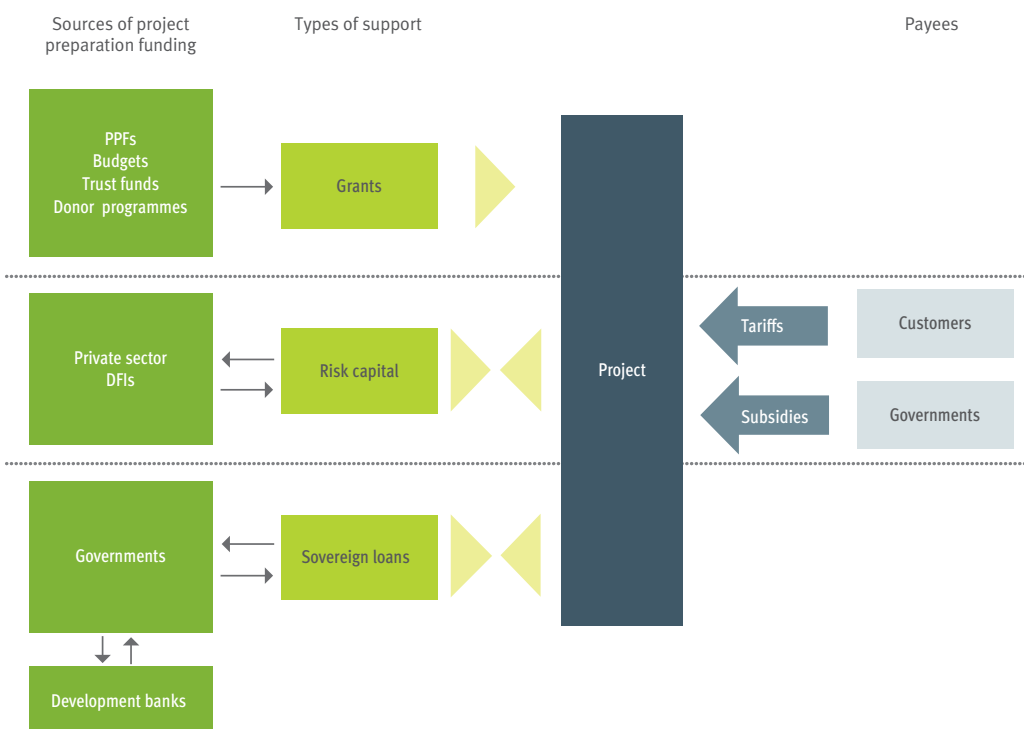 Sources of project
preparation funding
Types of support
Payees
PPFs
Budgets
Trust funds
Donor programmes
Grants
Private sector
DFIs
Risk capital
Project
Tariffs
Customers
Subsidies
Governments
Governments
Sovereign loans
Development banks